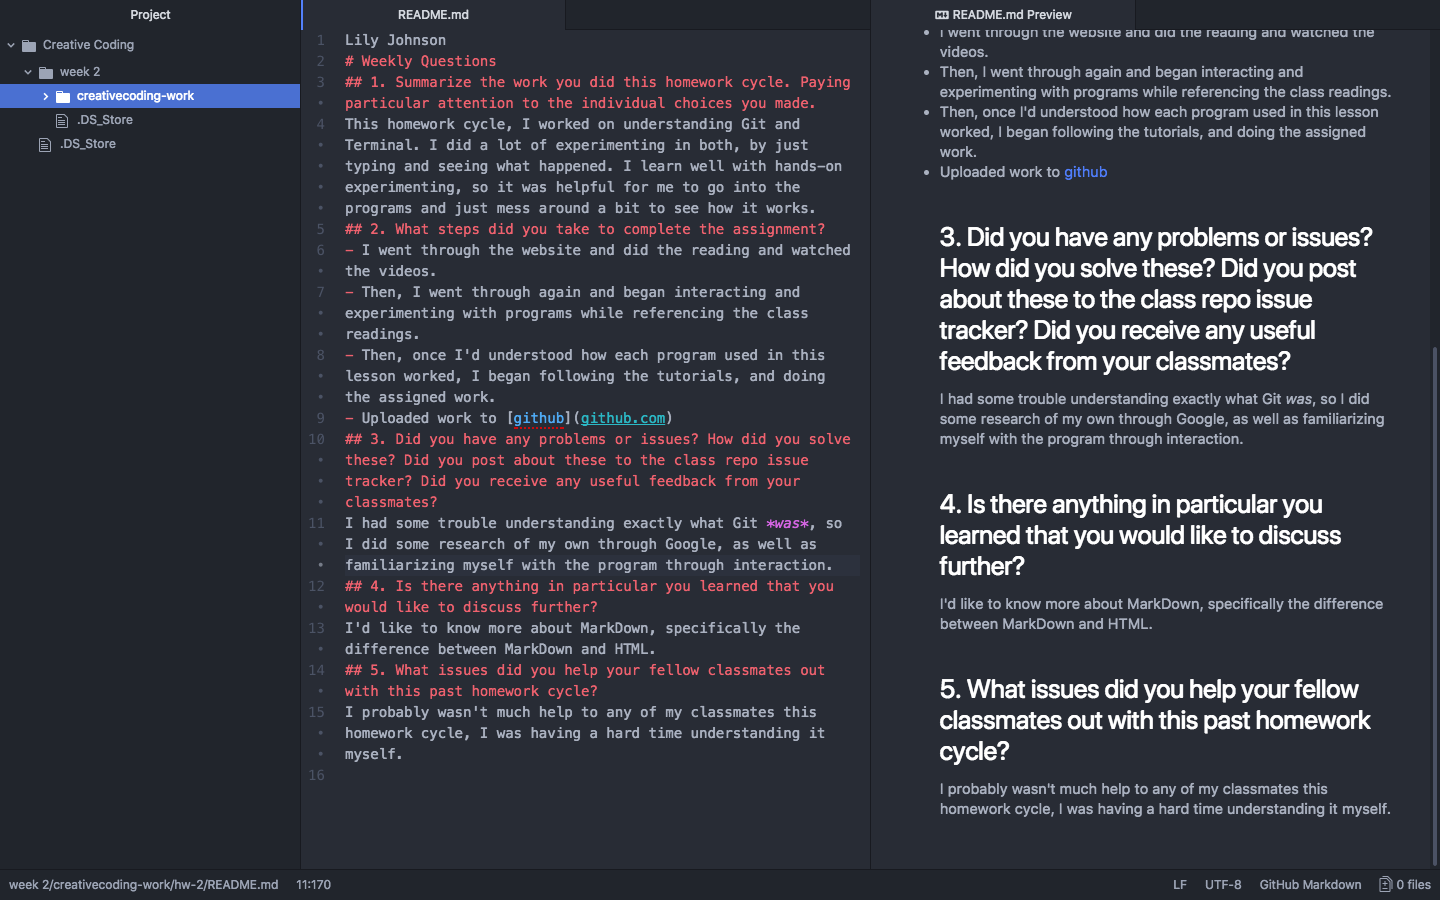 Project
Creative Coding
week 2
creativecoding-work
.DS_Store
.DS_Store
README.md
1 Lily Johnson
2 # Weekly Questions
3 ## 1. Summarize the work you did this homework cycle. Paying
• particular attention to the individual choices you made.
4 This homework cycle, I worked on understanding Git and
• Terminal. I did a lot of experimenting in both, by just
• typing and seeing what happened. I learn well with hands-on
• experimenting, so it was helpful for me to go into the
• programs and just mess around a bit to see how it works.
5 ## 2. What steps did you take to complete the assignment?
6 - I went through the website and did the reading and watched
• the videos.
7 - Then, I went through again and began interacting and
• experimenting with programs while referencing the class
• readings.
8 - Then, once I'd understood how each program used in this
• lesson worked, I began following the tutorials, and doing
• the assigned work.
9 - Uploaded work to [github](github.com)
10 ## 3. Did you have any problems or issues? How did you solve
• these? Did you post about these to the class repo issue
• tracker? Did you receive any useful feedback from your
• classmates?
11 I had some trouble understanding exactly what Git *was*, so
• I did some research of my own through Google, as well as
• familiarizing myself with the program through interaction.
12 ## 4. Is there anything in particular you learned that you
• would like to discuss further?
13 I'd like to know more about MarkDown, specifically the
• difference between MarkDown and HTML.
14 ## 5. What issues did you help your fellow classmates out
• with this past homework cycle?
15 I probably wasn't much help to any of my classmates this
• homework cycle, I was having a hard time understanding it
• myself.
16
README.md Preview
• I went through the website and did the reading and watched the
videos.
• Then, I went through again and began interacting and
experimenting with programs while referencing the class readings.
• Then, once I'd understood how each program used in this lesson
worked, I began following the tutorials, and doing the assigned
work.
• Uploaded work to github
3. Did you have any problems or issues?
How did you solve these? Did you post
about these to the class repo issue
tracker? Did you receive any useful
feedback from your classmates?
I had some trouble understanding exactly what Git was, so I did
some research of my own through Google, as well as familiarizing
myself with the program through interaction.
4. Is there anything in particular you
learned that you would like to discuss
further?
I'd like to know more about MarkDown, specifically the difference
between MarkDown and HTML.
5. What issues did you help your fellow
classmates out with this past homework
cycle?
I probably wasn't much help to any of my classmates this
homework cycle, I was having a hard time understanding it myself.
week 2/creativecoding-work/hw-2/README.md 11:170
LF UTF-8 GitHub Markdown 0 files